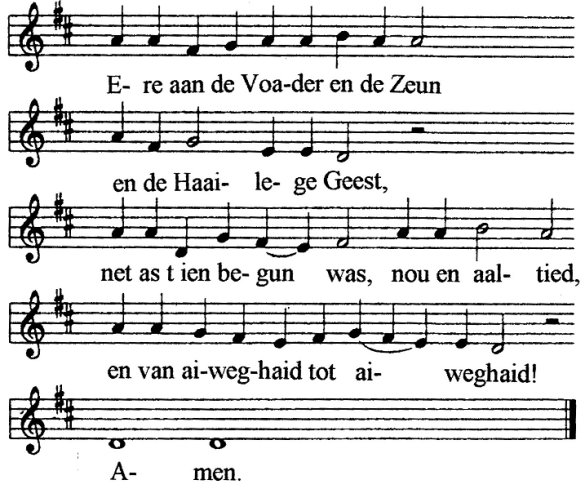 E- re aan de Voa-der en de Zeun
en de Haai- le- ge Geest,
net as t ien be- gun was, nou en aal- tied,
en van ai-weg-haid tot ai- weghaid!
A- men.